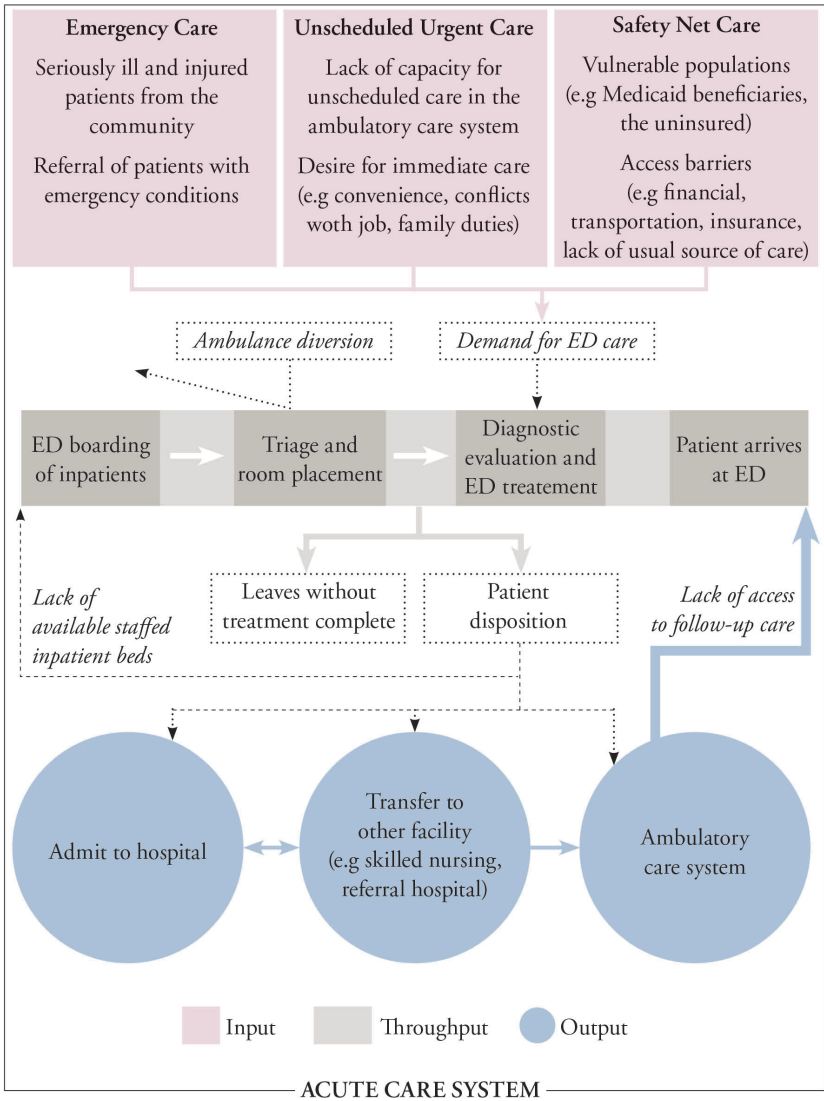 Emergency Care
Seriously ill and injured
patients from the
community
Referral of patients with
emergency conditions
Unscheduled Urgent Care
Lack of capacity for
unscheduled care in the
ambulatory care system
Desire for immediate care
(e.g convenience, conflicts
woth job, family duties)
Safety Net Care
Vulnerable populations
(e.g Medicaid beneficiaries,
the uninsured)
Access barriers
(e.g financial,
transportation, insurance,
lack of usual source of care)
Ambulance diversion
Demand for ED care
ED boarding
of inpatients
Triage and
room placement
Diagnostic
evaluation and
ED treatement
Patient arrives
at ED
Lack of
available staffed
inpatient beds
Leaves without
treatment complete
Patient
disposition
Lack of access
to follow-up care
Admit to hospital
Transfer to
other facility
(e.g skilled nursing,
referral hospital)
Ambulatory
care system
Input
Throughput
Output
ACUTE CARE SYSTEM